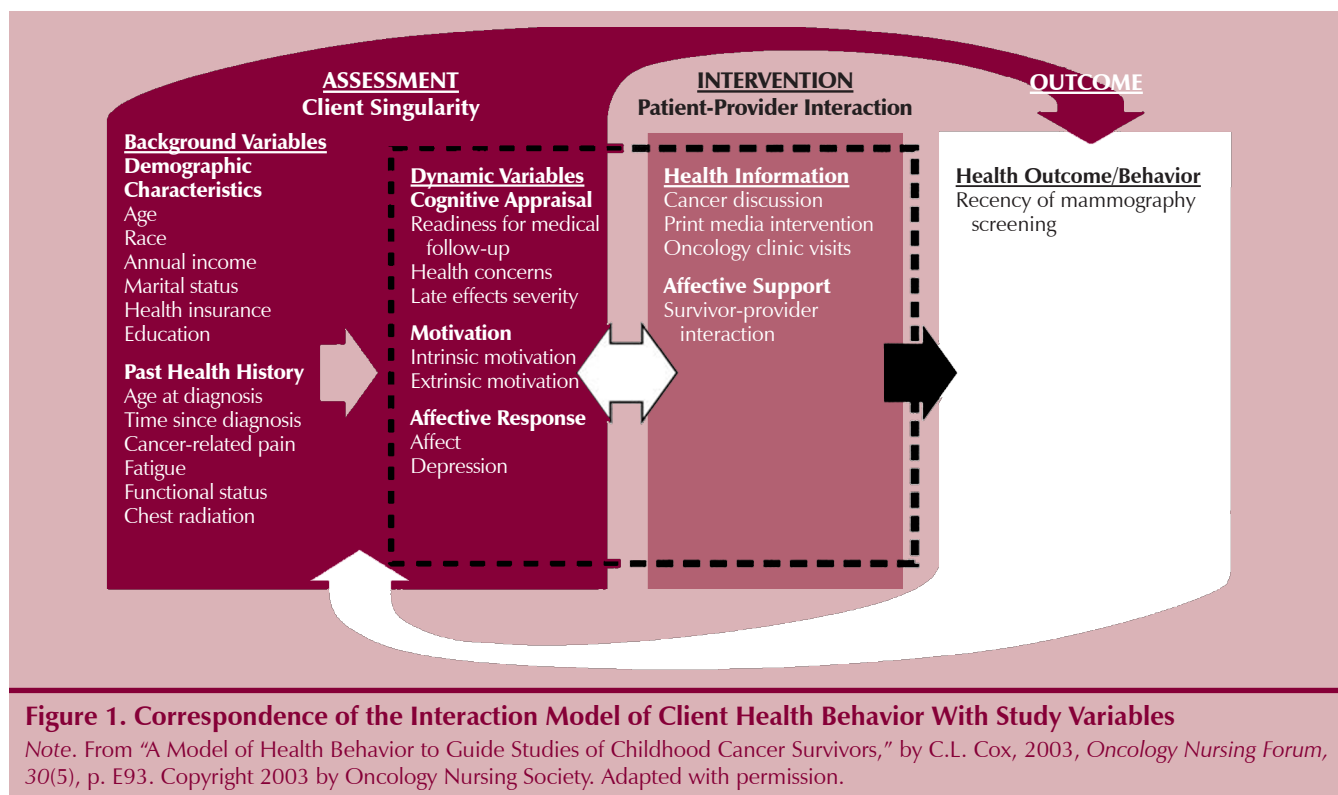 ASSESSMENT
Client Singularity
Background Variables
Demographic
Characteristics
Age
Race
Annual income
Marital status
Health insurance
Education
Past Health History
Age at diagnosis
Time since diagnosis
Cancer-related pain
Fatigue
Functional status
Chest radiation
Dynamic Variables
Cognitive Appraisal
Readiness for medical
follow-up
Health concerns
Late effects severity
Motivation
Intrinsic motivation
Extrinsic motivation
Affective Response
Affect
Depression
INTERVENTION
Patient-Provider Interaction
Health Information
Cancer discussion
Print media intervention
Oncology clinic visits
Affective Support
Survivor-provider
interaction
OUTCOME
Health Outcome/Behavior
Recency of mammography
screening
Figure 1. Correspondence of the Interaction Model of Client Health Behavior With Study Variables
Note. From “A Model of Health Behavior to Guide Studies of Childhood Cancer Survivors,” by C.L. Cox, 2003, Oncology Nursing Forum,
30(5), p. E93. Copyright 2003 by Oncology Nursing Society. Adapted with permission.